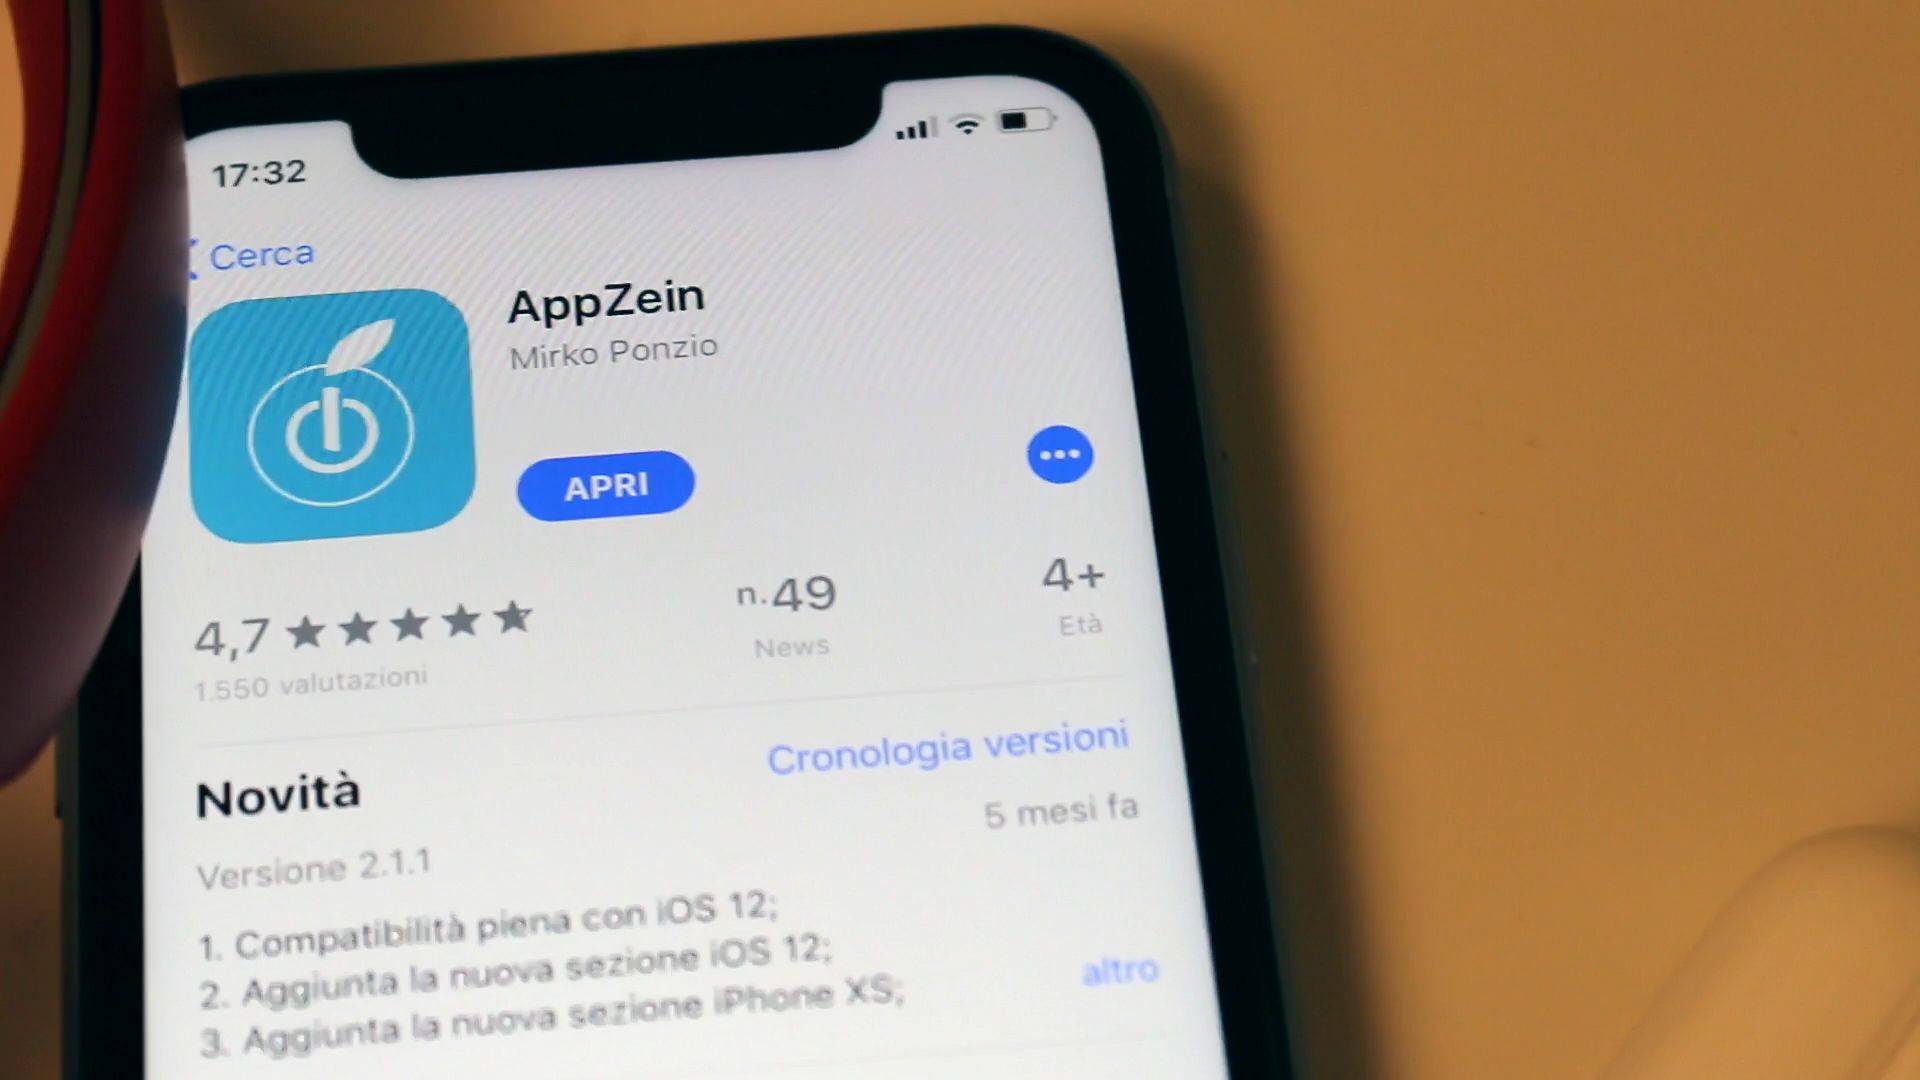 17:32
Cerca
AppZein
Mirko Ponzio
APRI
4,7
1.550 valutazioni
n.49
News
4+
Età
Novità
Cronologia versioni
Versione 2.1.1
5 mesi fa
1. Compatibilità piena con iOS 12;
2. Aggiunta la nuova sezione iOS 12;
3. Aggiunta la nuova sezione iPhone XS;
altro